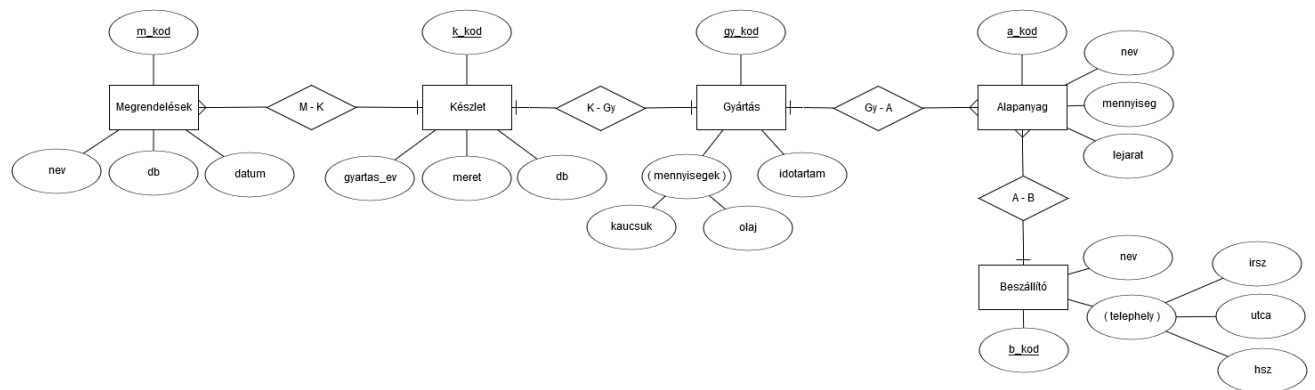 m_kod
k_kod
gy_kod
a_kod
nev
Megrendelések
M - K
Készlet
K - Gy
Gyártás
Gy - A
Alapanyag
mennyiseg
lejarat
nev
db
datum
gyartas_ev
meret
db
( mennyisegek )
idotartam
kaucsuk
olaj
A - B
nev
irsz
Beszállító
( telephely )
utca
b_kod
hsz